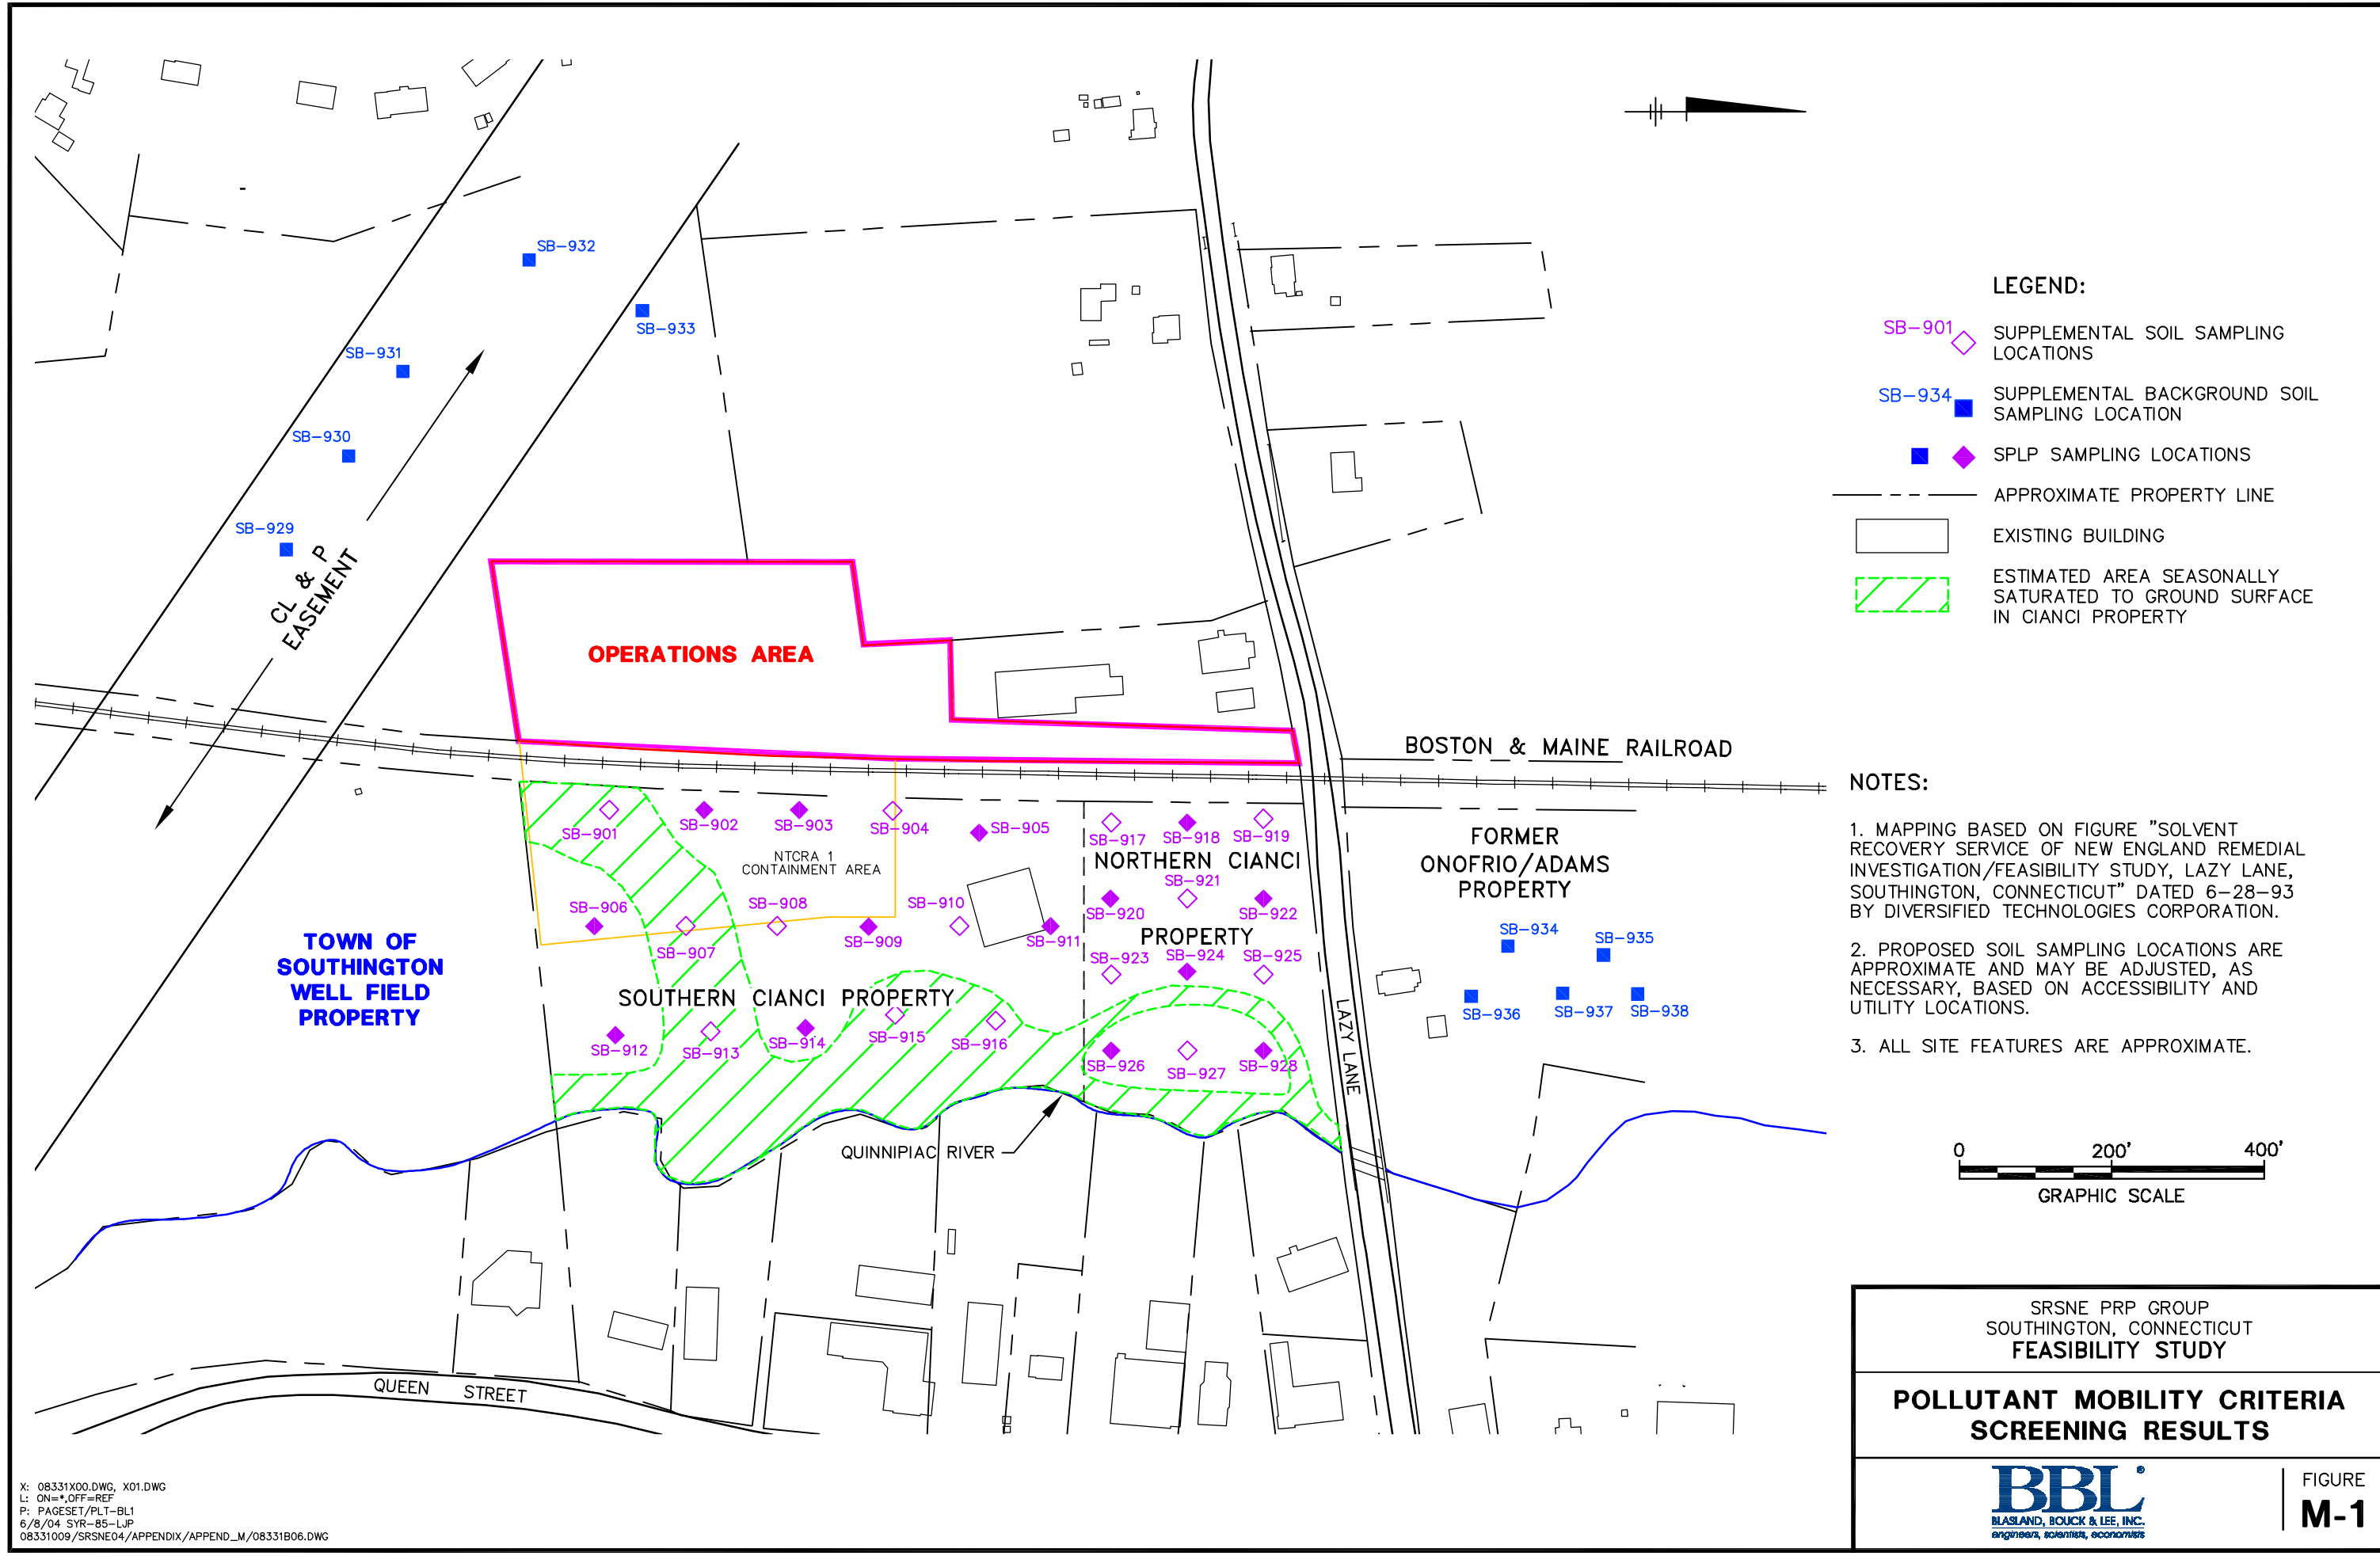 SB-932
SB-933
SB-931
SB-930
SB-929
CL & P
EASEMENT
OPERATIONS AREA
BOSTON & MAINE RAILROAD
SB-901
SB-902
SB-903
SB-904
SB-905
SB-917
SB-918
SB-919
NTCRA 1
CONTAINMENT AREA
NORTHERN CIANCI
PROPERTY
FORMER
ONOFRIO/ADAMS
PROPERTY
SB-906
SB-907
SB-908
SB-909
SB-910
SB-911
SB-920
SB-921
SB-922
SB-923
SB-924
SB-925
SB-934
SB-935
SB-936
SB-937
SB-938
TOWN OF
SOUTHINGTON
WELL FIELD
PROPERTY
SOUTHERN CIANCI PROPERTY
SB-912
SB-913
SB-914
SB-915
SB-916
SB-926
SB-927
SB-928
LAZY LANE
QUINNIPIAC RIVER
QUEEN STREET
LEGEND:
SB-901
SUPPLEMENTAL SOIL SAMPLING
LOCATIONS
SB-934
SUPPLEMENTAL BACKGROUND SOIL
SAMPLING LOCATION
SPLP SAMPLING LOCATIONS
APPROXIMATE PROPERTY LINE
EXISTING BUILDING
ESTIMATED AREA SEASONALLY
SATURATED TO GROUND SURFACE
IN CIANCI PROPERTY
NOTES:
1. MAPPING BASED ON FIGURE "SOLVENT
RECOVERY SERVICE OF NEW ENGLAND REMEDIAL
INVESTIGATION/FEASIBILITY STUDY, LAZY LANE,
SOUTHINGTON, CONNECTICUT" DATED 6-28-93
BY DIVERSIFIED TECHNOLOGIES CORPORATION.
2. PROPOSED SOIL SAMPLING LOCATIONS ARE
APPROXIMATE AND MAY BE ADJUSTED, AS
NECESSARY, BASED ON ACCESSIBILITY AND
UTILITY LOCATIONS.
3. ALL SITE FEATURES ARE APPROXIMATE.
0 200' 400'
GRAPHIC SCALE
SRSNE PRP GROUP
SOUTHINGTON, CONNECTICUT
FEASIBILITY STUDY
POLLUTANT MOBILITY CRITERIA
SCREENING RESULTS
BBL®
BLASLAND, BOUCK & LEE, INC.
engineers, scientists, economists
FIGURE
M-1
X: 08331X00.DWG, X01.DWG
L: ON=*,OFF=REF
P: PAGESET/PLT-BL1
6/8/04 SYR-85-LJP
08331009/SRSNE04/APPENDIX/APPEND_M/08331B06.DWG